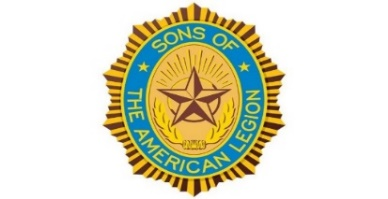 SONS OF
THE AMERICAN LEGION